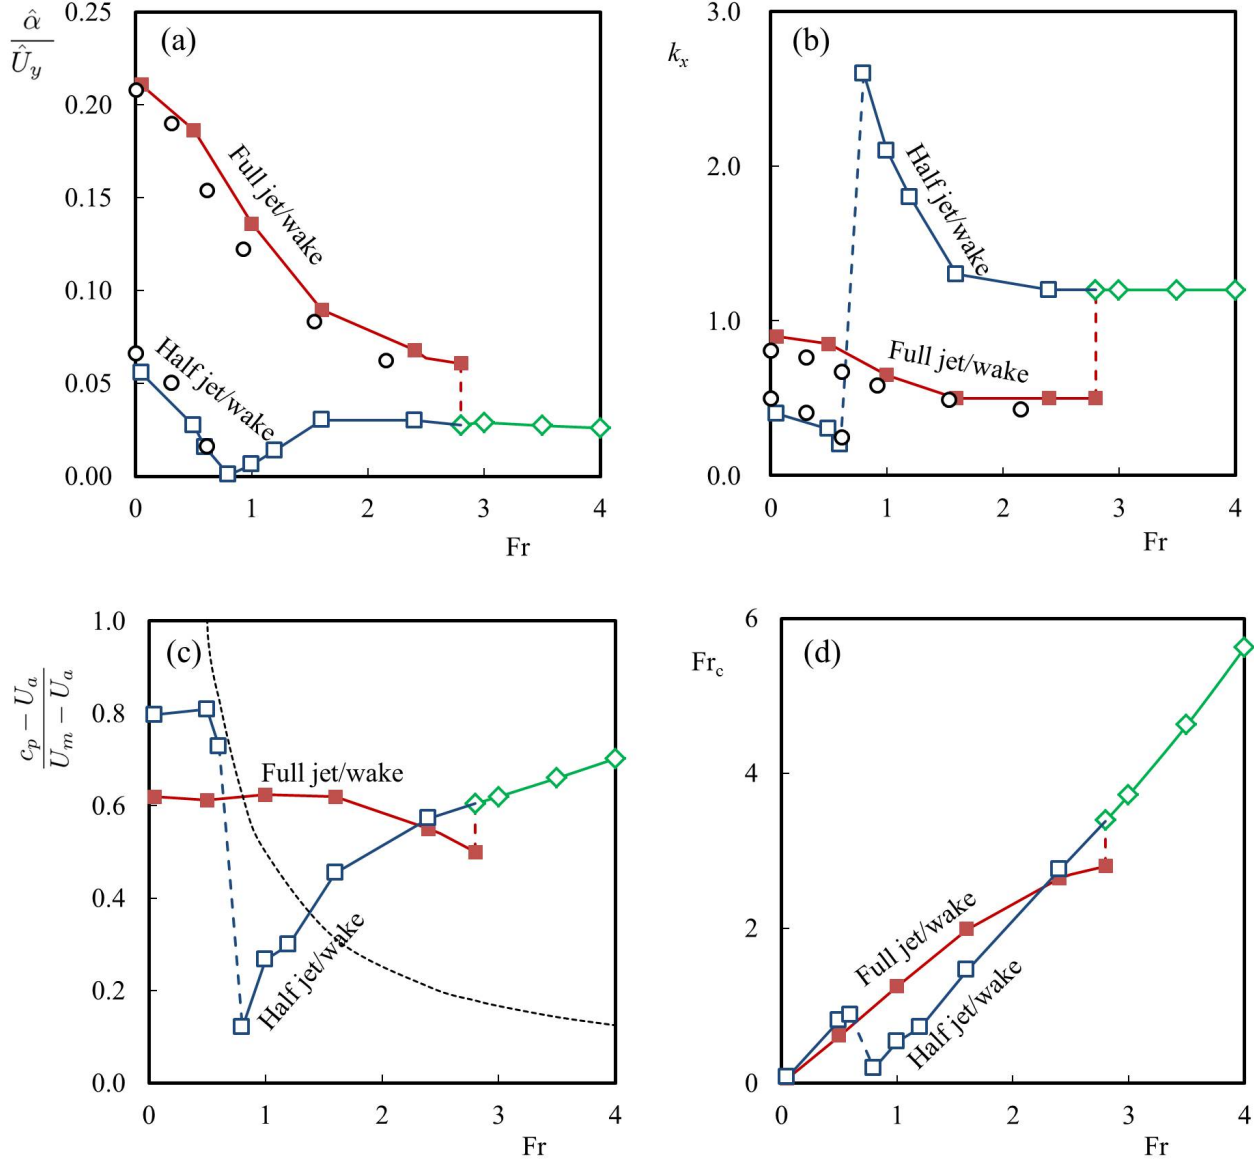 α̂ / Û_y
(a)
0.25
0.20
0.15
0.10
0.05
0.00
Full jet/wake
Half jet/wake
0 1 2 3 4
Fr
k_x
(b)
3.0
2.0
1.0
0.0
Half jet/wake
Full jet/wake
0 1 2 3 4
Fr
c_p − U_a / U_m − U_a
(c)
1.0
0.8
0.6
0.4
0.2
0.0
Full jet/wake
Half jet/wake
0 1 2 3 4
Fr
Fr_c
(d)
6
4
2
0
Full jet/wake
Half jet/wake
0 1 2 3 4
Fr